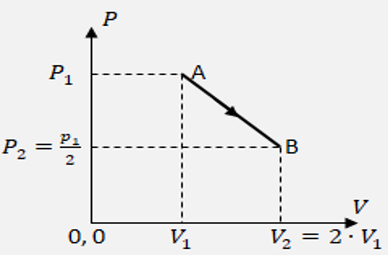 P
P₁
A
P₂ = p₁/2
B
0,0
V₁
V₂ = 2 · V₁
V